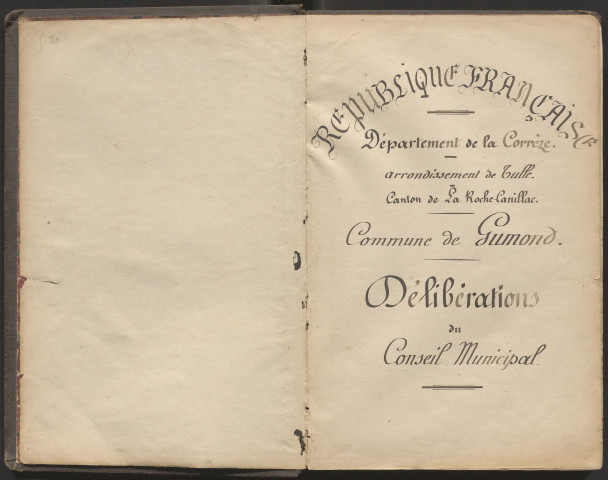 REPUBLIQUE FRANÇAISE
Département de la Corrèze.
arrondissement de Tulle.
Canton de La Roche-Canillac.
Commune de Gumond.
Délibérations
du
Conseil Municipal